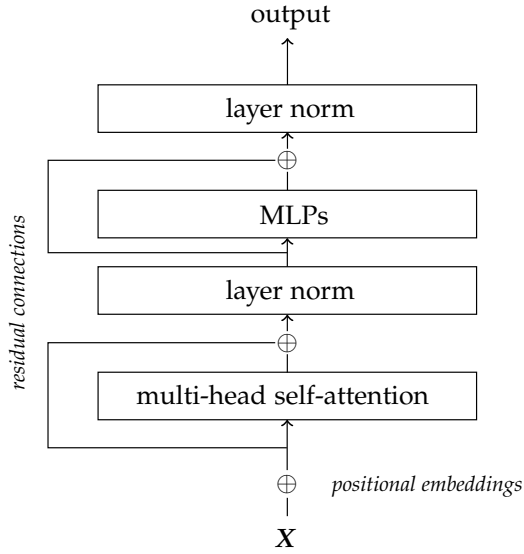 output
layer norm
⊕
MLPs
layer norm
⊕
multi-head self-attention
⊕ positional embeddings
X
residual connections